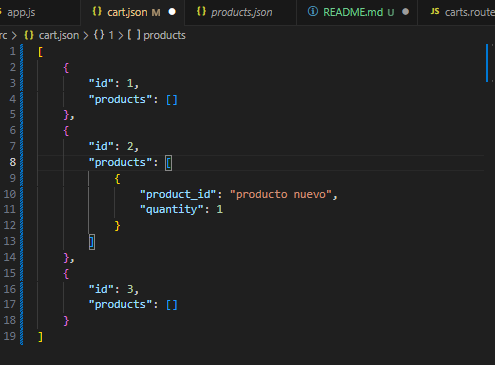 app.js
cart.json M
products.json
README.md U
JS carts.route
rc > cart.json > {} 1 > [ ] products
1 [
2 {
3 "id": 1,
4 "products": []
5 },
6 {
7 "id": 2,
8 "products": [
9 {
10 "product_id": "producto nuevo",
11 "quantity": 1
12 }
13 ]
14 },
15 {
16 "id": 3,
17 "products": []
18 }
19 ]